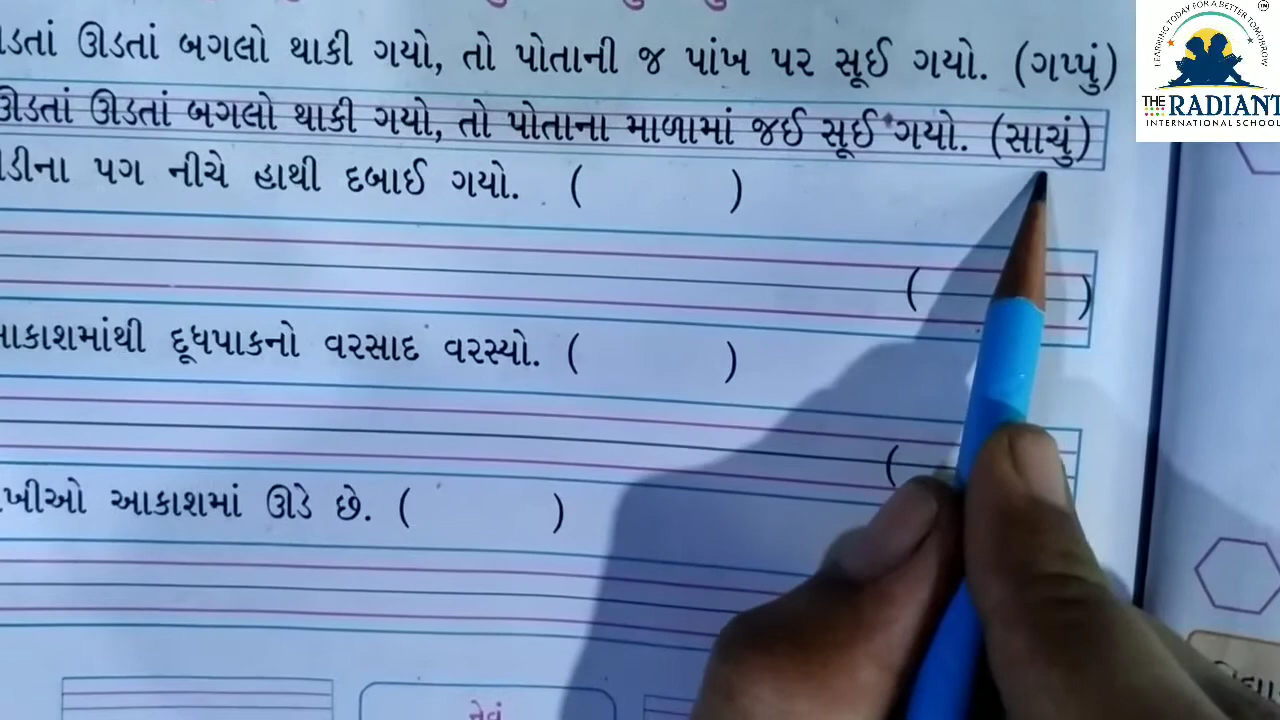 ઊડતાં બગલો થાકી ગયો, તો પોતાની જ પાંખ પર સૂઈ ગયો. (ગપ્પું)
ઊડતાં ઊડતાં બગલો થાકી ગયો, તો પોતાના માળામાં જઈ સૂઈ ગયો. (સાચું)
પગ નીચે હાથી દબાઈ ગયો. ( )
( )
આકાશમાંથી દૂધપાકનો વરસાદ વરસ્યો. ( )
(
આકાશમાં ઊડે છે. ( )
LEARNING TODAY FOR A BETTER TOMORROW
THE RADIANT
INTERNATIONAL SCHOOL